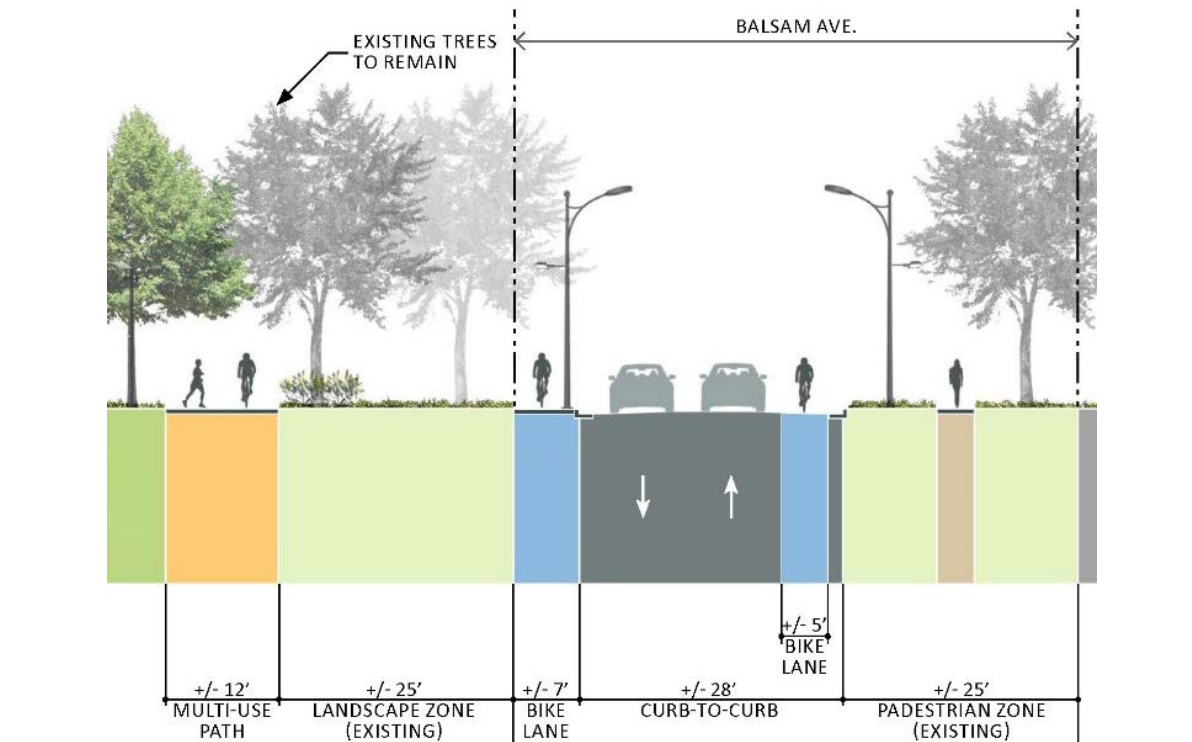 BALSAM AVE.
EXISTING TREES
TO REMAIN
+/- 5’
BIKE
LANE
+/- 12’
MULTI-USE
PATH
+/- 25’
LANDSCAPE ZONE
(EXISTING)
+/- 7’
BIKE
LANE
+/- 28’
CURB-TO-CURB
+/- 25’
PADESTRIAN ZONE
(EXISTING)